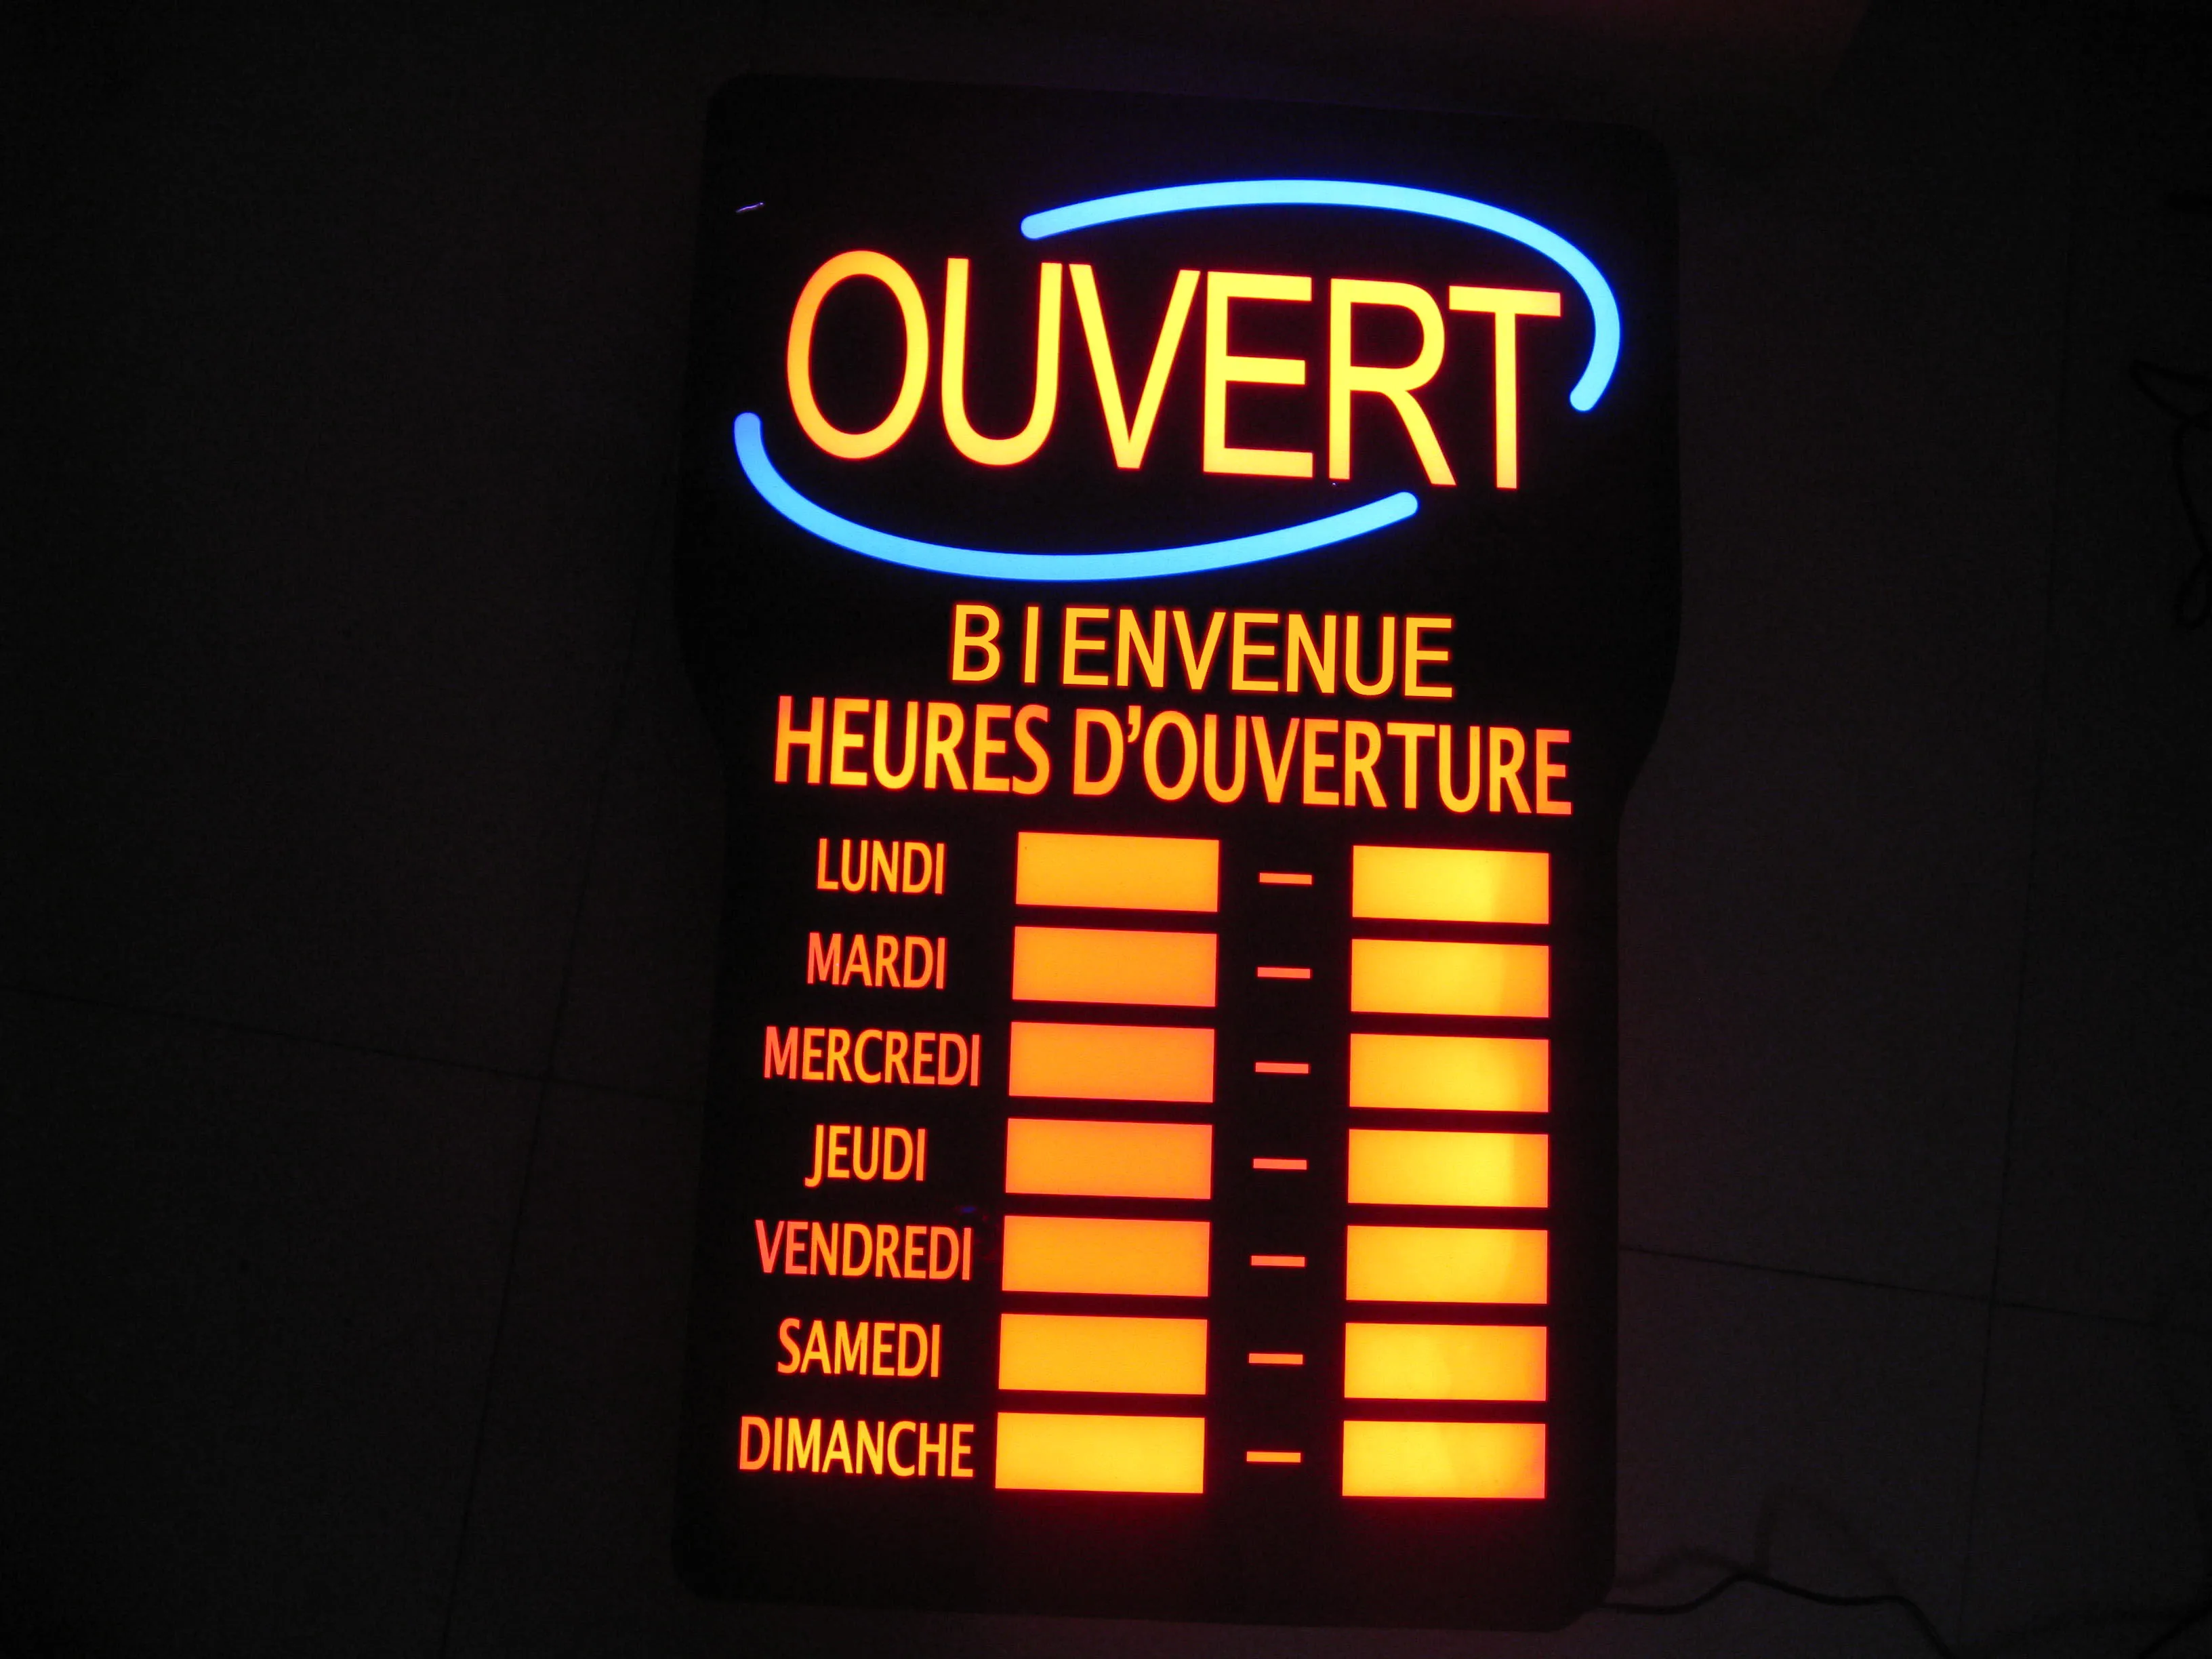 OUVERT
BIENVENUE
HEURES D'OUVERTURE
LUNDI –
MARDI –
MERCREDI –
JEUDI –
VENDREDI –
SAMEDI –
DIMANCHE –